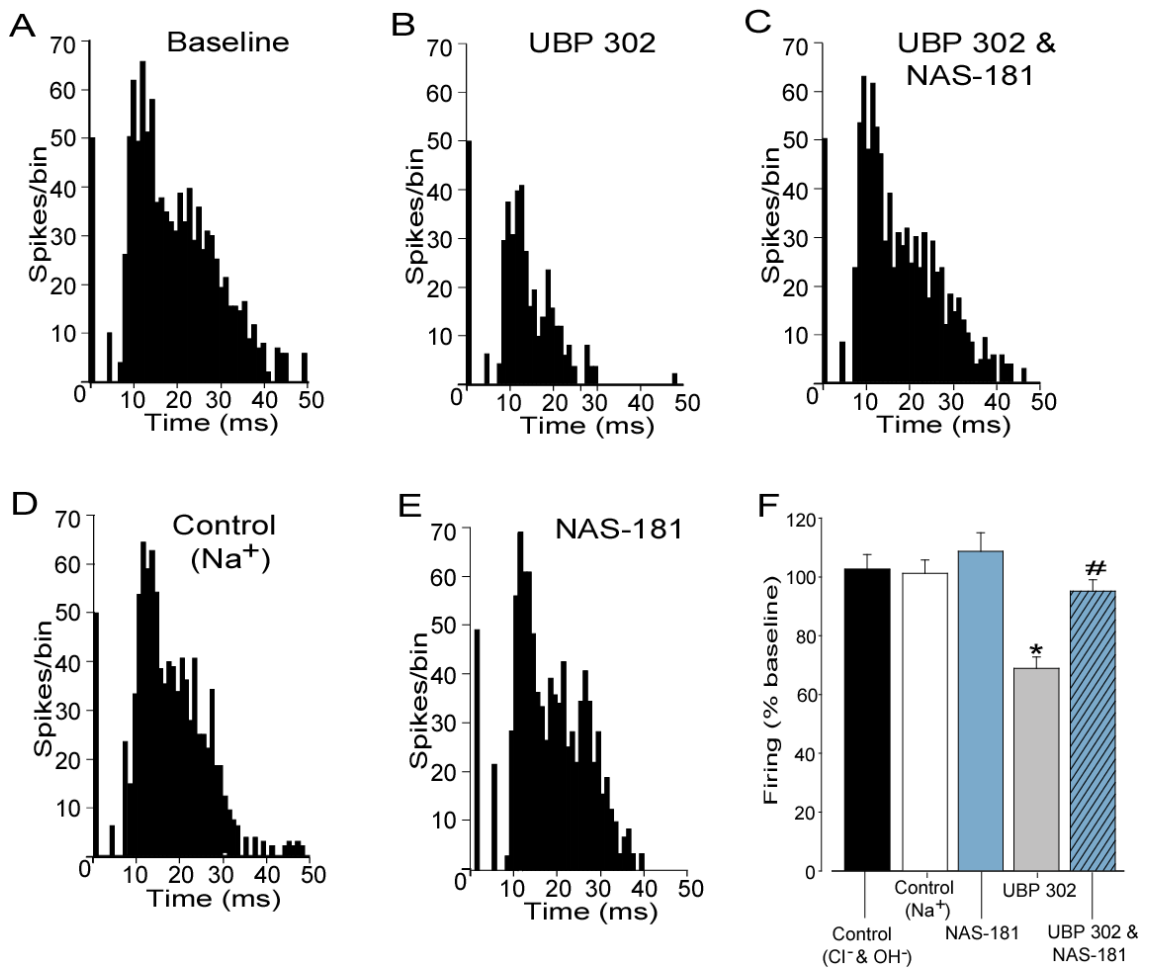 A
Baseline
70
60
50
40
30
20
10
0
10 20 30 40 50
Spikes/bin
Time (ms)
B
UBP 302
70
60
50
40
30
20
10
0
10 20 30 40 50
Spikes/bin
Time (ms)
C
UBP 302 &
NAS-181
70
60
50
40
30
20
10
0
10 20 30 40 50
Spikes/bin
Time (ms)
D
Control
(Na⁺)
70
60
50
40
30
20
10
0
10 20 30 40 50
Spikes/bin
Time (ms)
E
NAS-181
70
60
50
40
30
20
10
0
10 20 30 40 50
Spikes/bin
Time (ms)
F
120
100
80
60
40
20
0
Firing (% baseline)
*
#
Control
(Cl⁻ & OH⁻)
Control
(Na⁺)
NAS-181
UBP 302
UBP 302 &
NAS-181